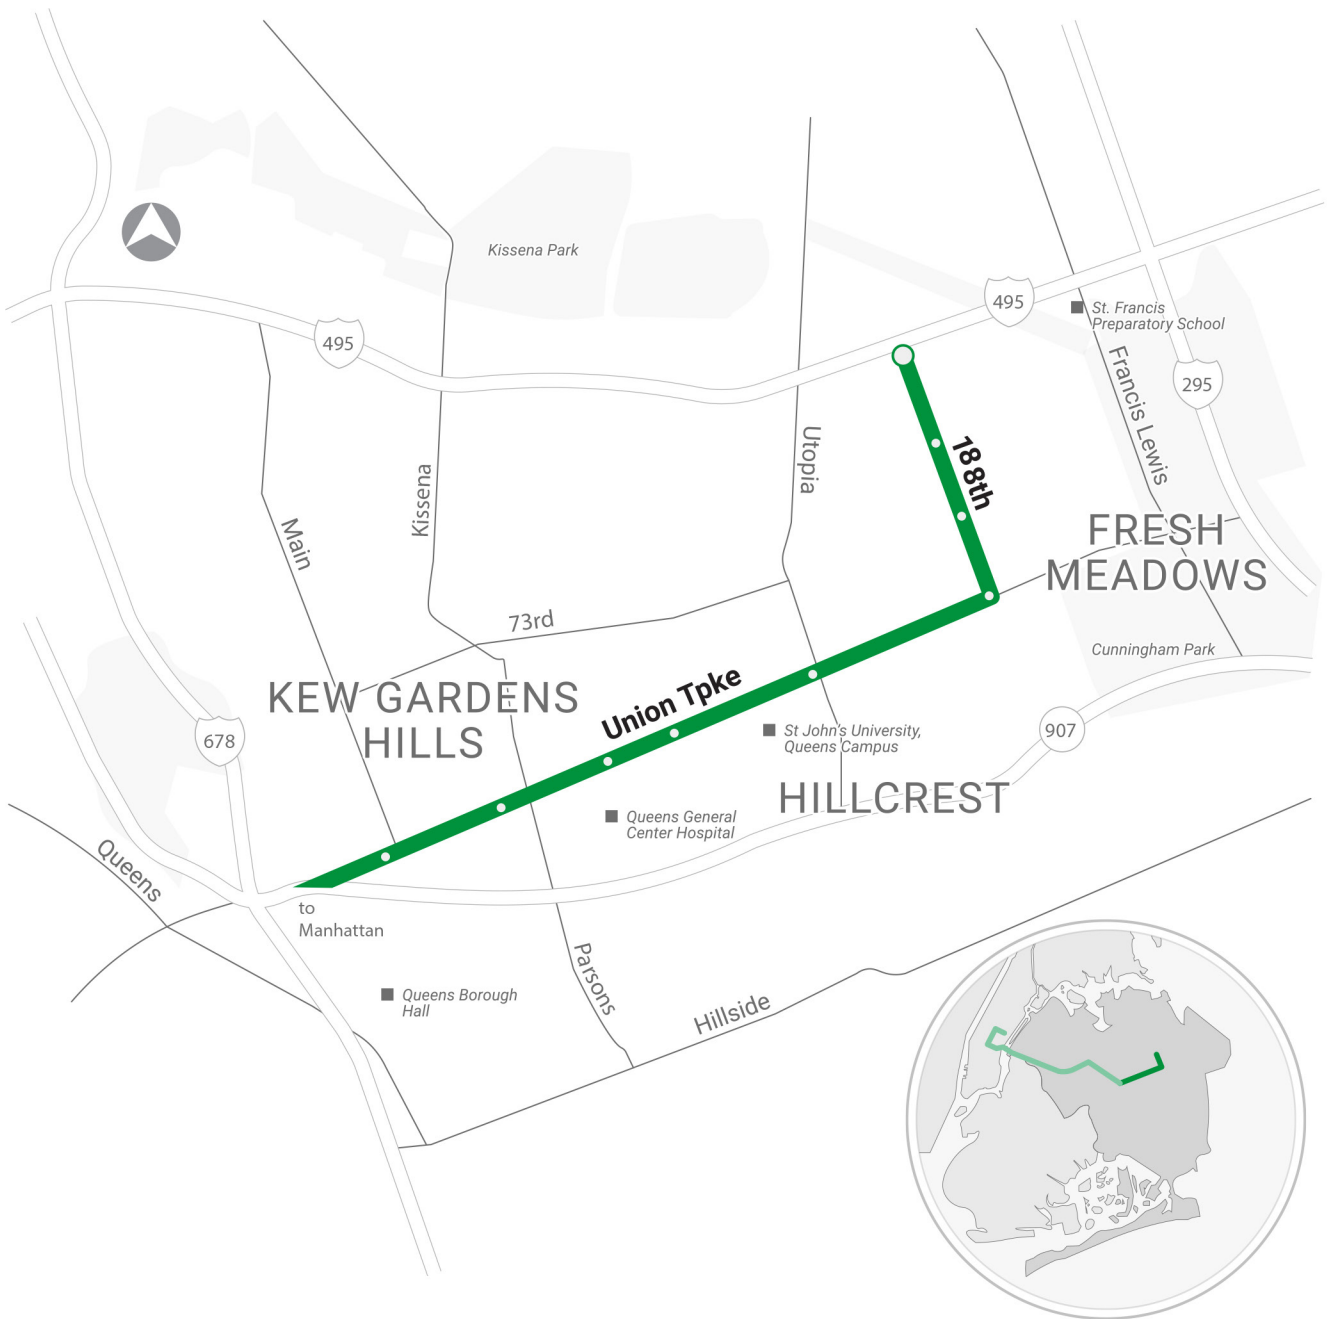 Kissena Park
495
St. Francis
Preparatory School
495
Francis Lewis
295
Utopia
188th
Kissena
Main
FRESH
MEADOWS
73rd
Cunningham Park
KEW GARDENS
HILLS
Union Tpke
678
St John's University,
Queens Campus
907
HILLCREST
Queens General
Center Hospital
Queens
to
Manhattan
Parsons
Queens Borough
Hall
Hillside